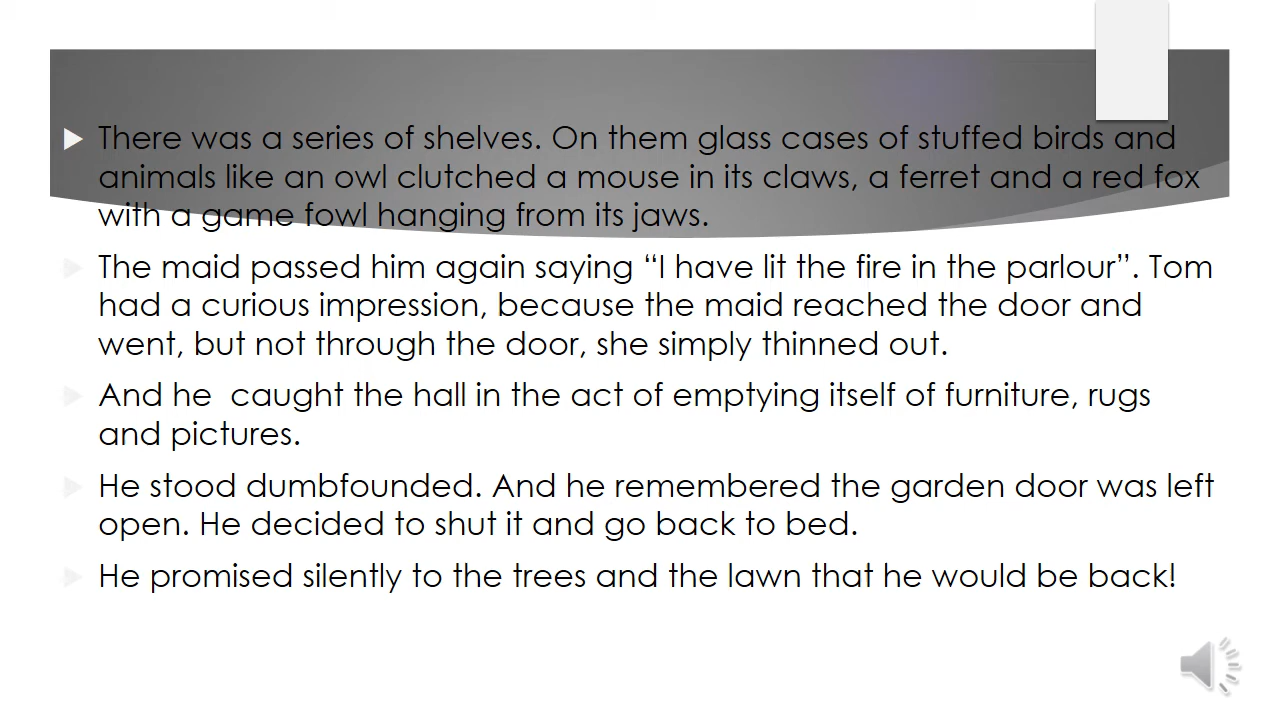 There was a series of shelves. On them glass cases of stuffed birds and
animals like an owl clutched a mouse in its claws, a ferret and a red fox
with a game fowl hanging from its jaws.
The maid passed him again saying “I have lit the fire in the parlour”. Tom
had a curious impression, because the maid reached the door and
went, but not through the door, she simply thinned out.
And he  caught the hall in the act of emptying itself of furniture, rugs
and pictures.
He stood dumbfounded. And he remembered the garden door was left
open. He decided to shut it and go back to bed.
He promised silently to the trees and the lawn that he would be back!